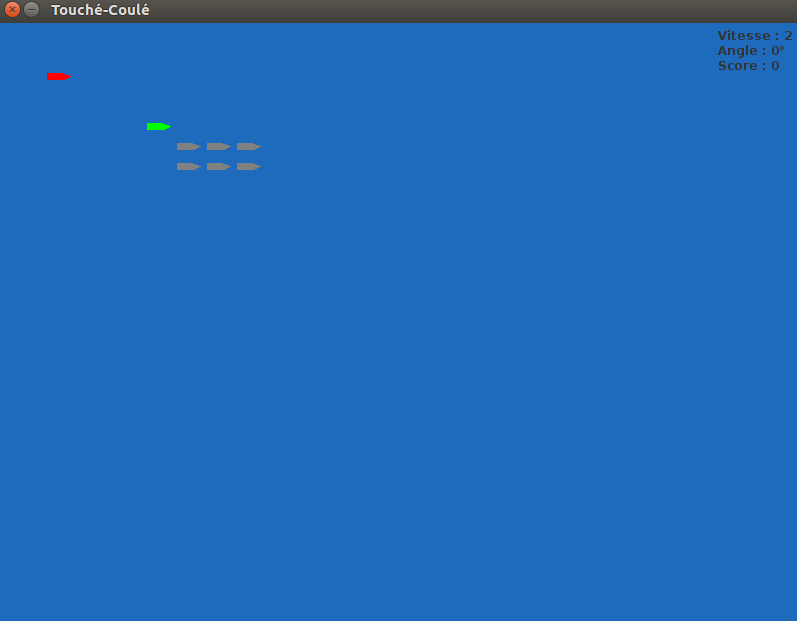 Touché-Coulé
Vitesse : 2
Angle : 0°
Score : 0